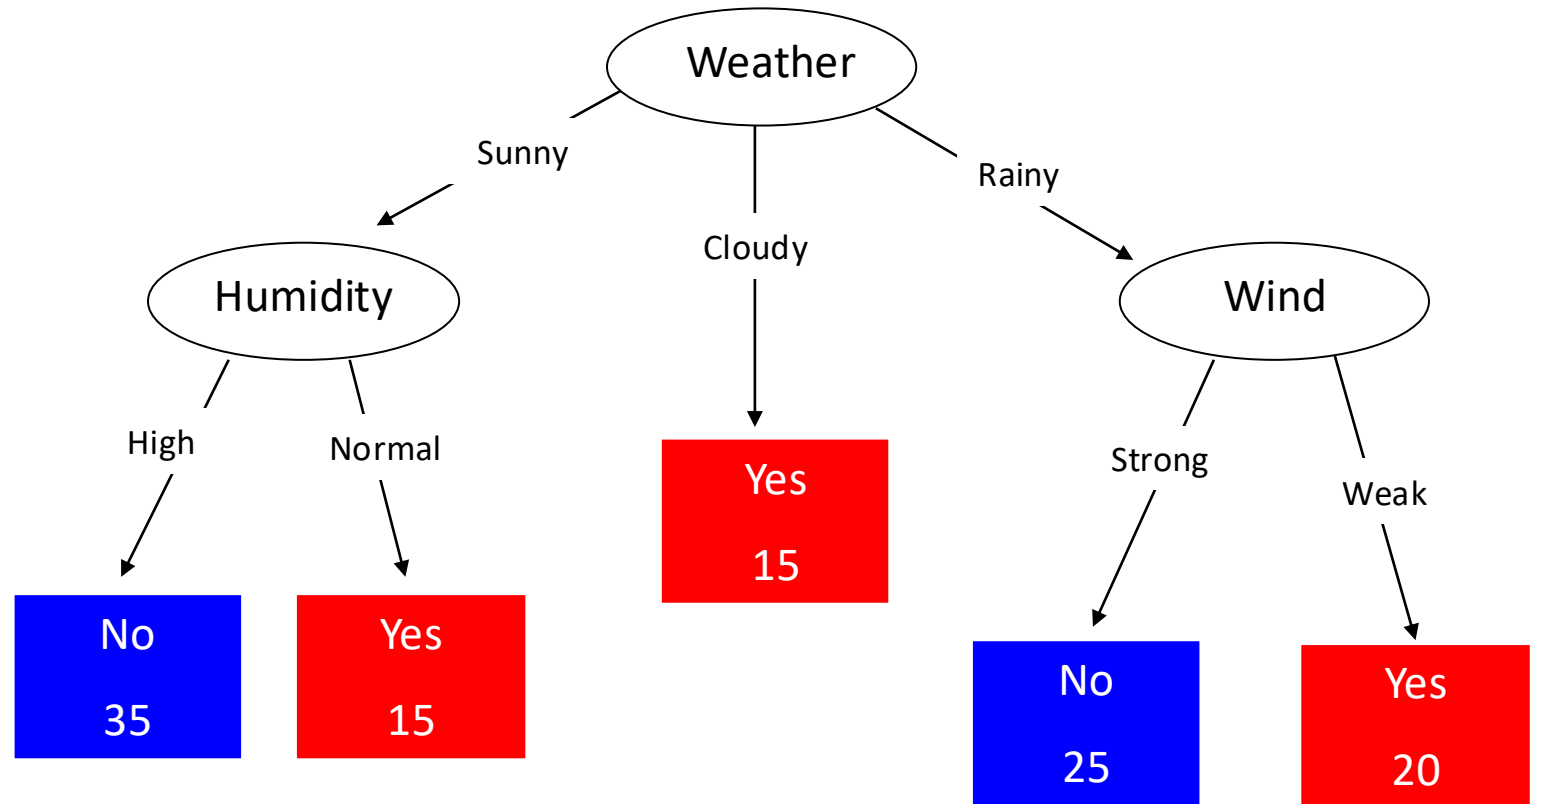 Weather
Sunny
Rainy
Cloudy
Humidity
Wind
High
Normal
Strong
Weak
Yes
15
No
35
Yes
15
No
25
Yes
20